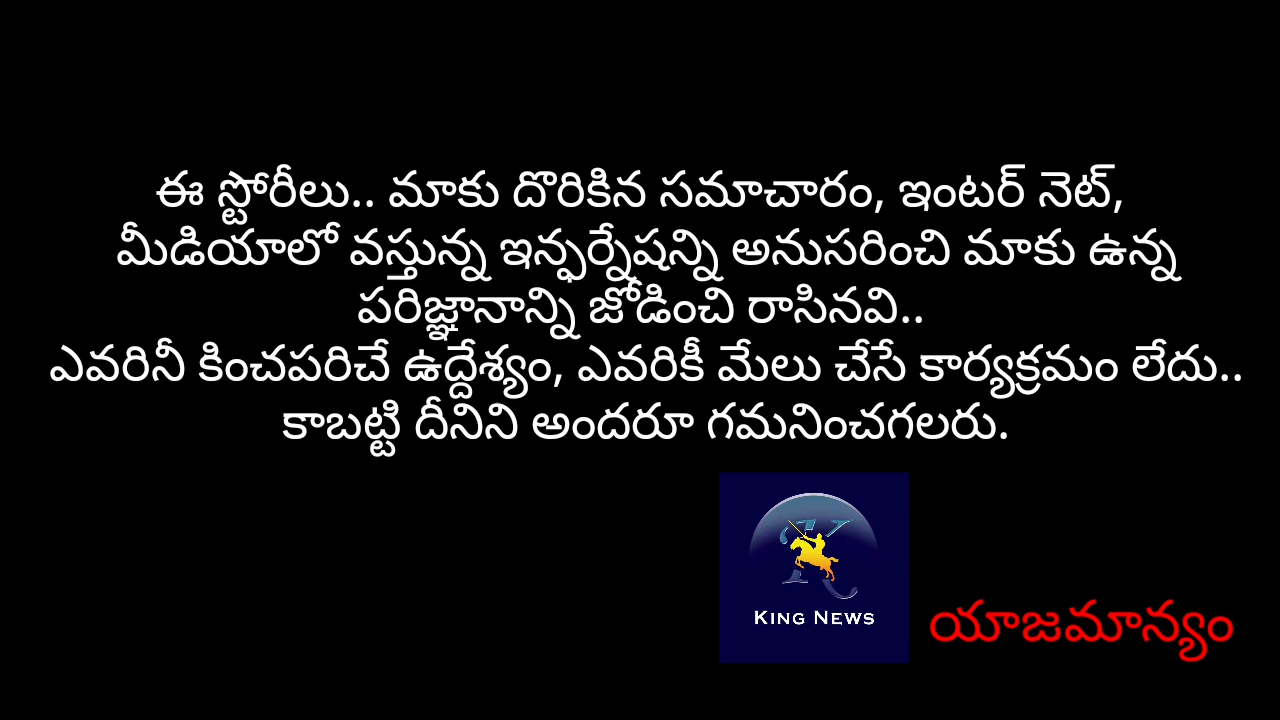 ఈ స్టోరీలు.. మాకు దొరికిన సమాచారం, ఇంటర్ నెట్,
మీడియాలో వస్తున్న ఇన్ఫర్నేషన్ని అనుసరించి మాకు ఉన్న
పరిజ్ఞానాన్ని జోడించి రాసినవి..
ఎవరినీ కించపరిచే ఉద్దేశ్యం, ఎవరికీ మేలు చేసే కార్యక్రమం లేదు..
కాబట్టి దీనిని అందరూ గమనించగలరు.
K
KING NEWS
యాజమాన్యం